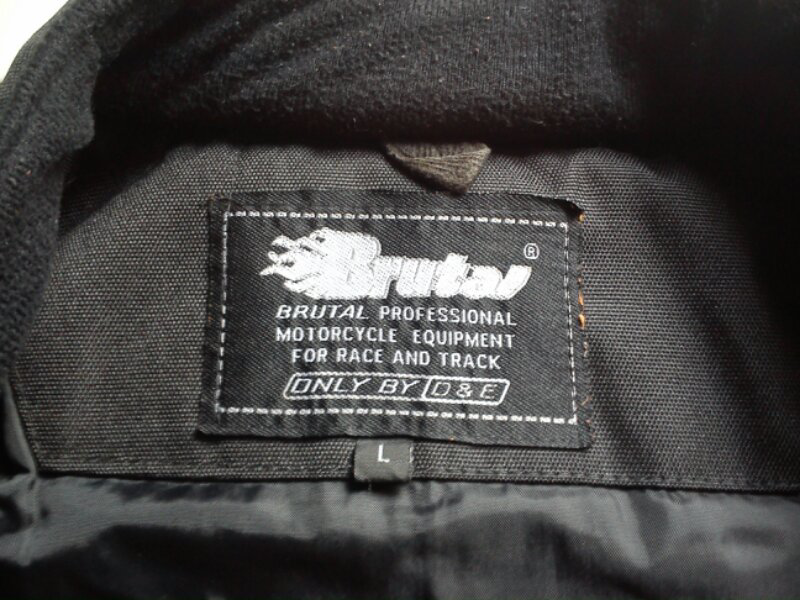 Brutal ®
BRUTAL PROFESSIONAL
MOTORCYCLE EQUIPMENT
FOR RACE AND TRACK
ONLY BY D&E
L